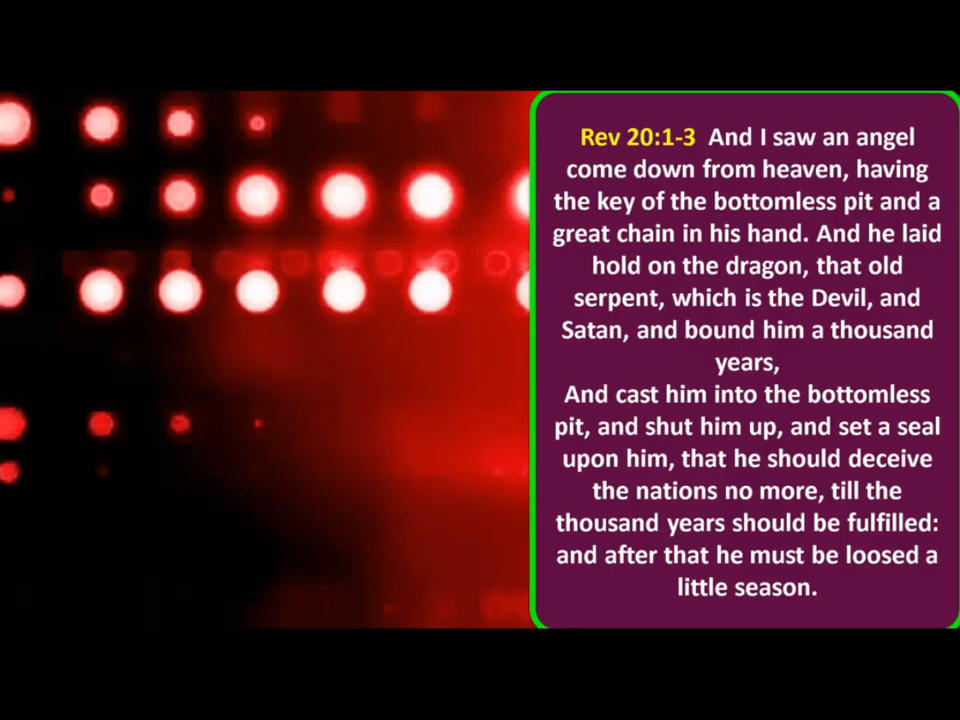 Rev 20:1-3 And I saw an angel
come down from heaven, having
the key of the bottomless pit and a
great chain in his hand. And he laid
hold on the dragon, that old
serpent, which is the Devil, and
Satan, and bound him a thousand
years,
And cast him into the bottomless
pit, and shut him up, and set a seal
upon him, that he should deceive
the nations no more, till the
thousand years should be fulfilled:
and after that he must be loosed a
little season.